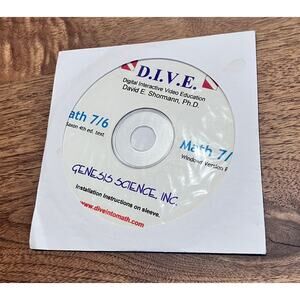 D.I.V.E.
Digital Interactive Video Education
David E. Shormann, Ph.D.
ath 7/6
Saxon 4th ed. text
Math 7/
Windows Version
GENESIS SCIENCE, INC.
Installation instructions on sleeve.
www.diveintomath.com